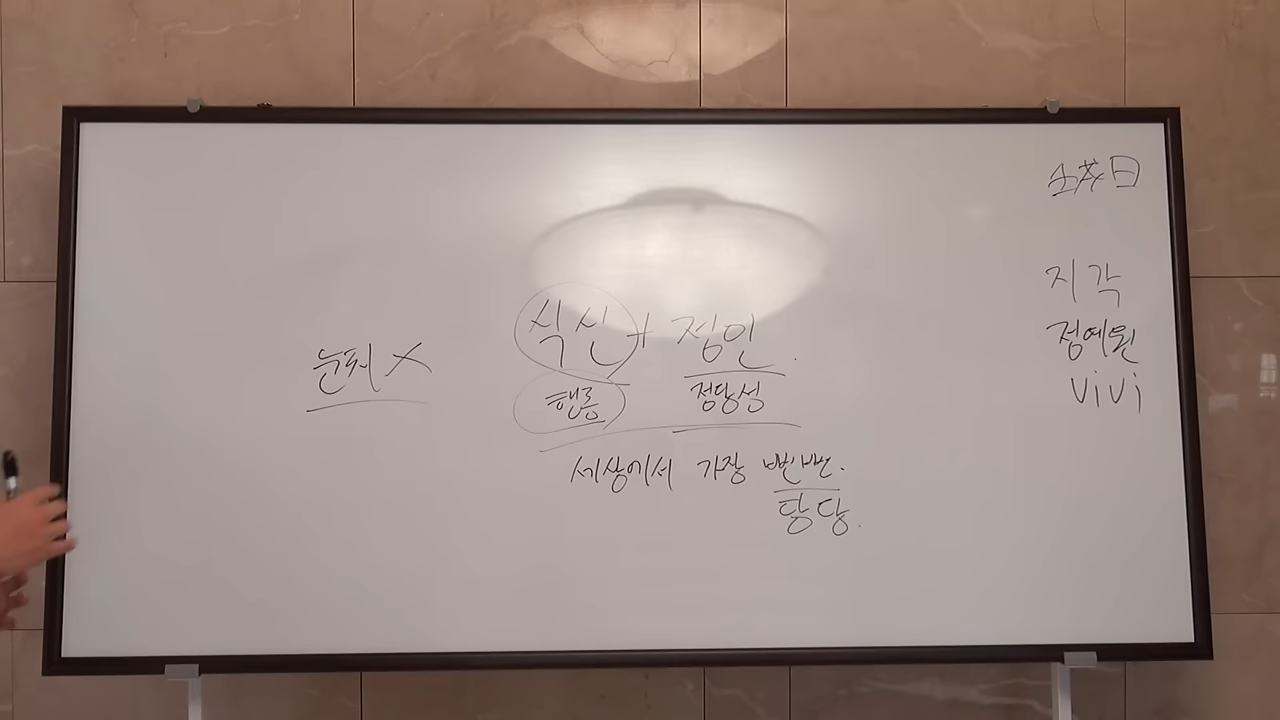 눈치 X
식신 + 정인.
행동 정당성
세상에서 가장 뻔뻔.
당당.
지각
정예원
ViVi